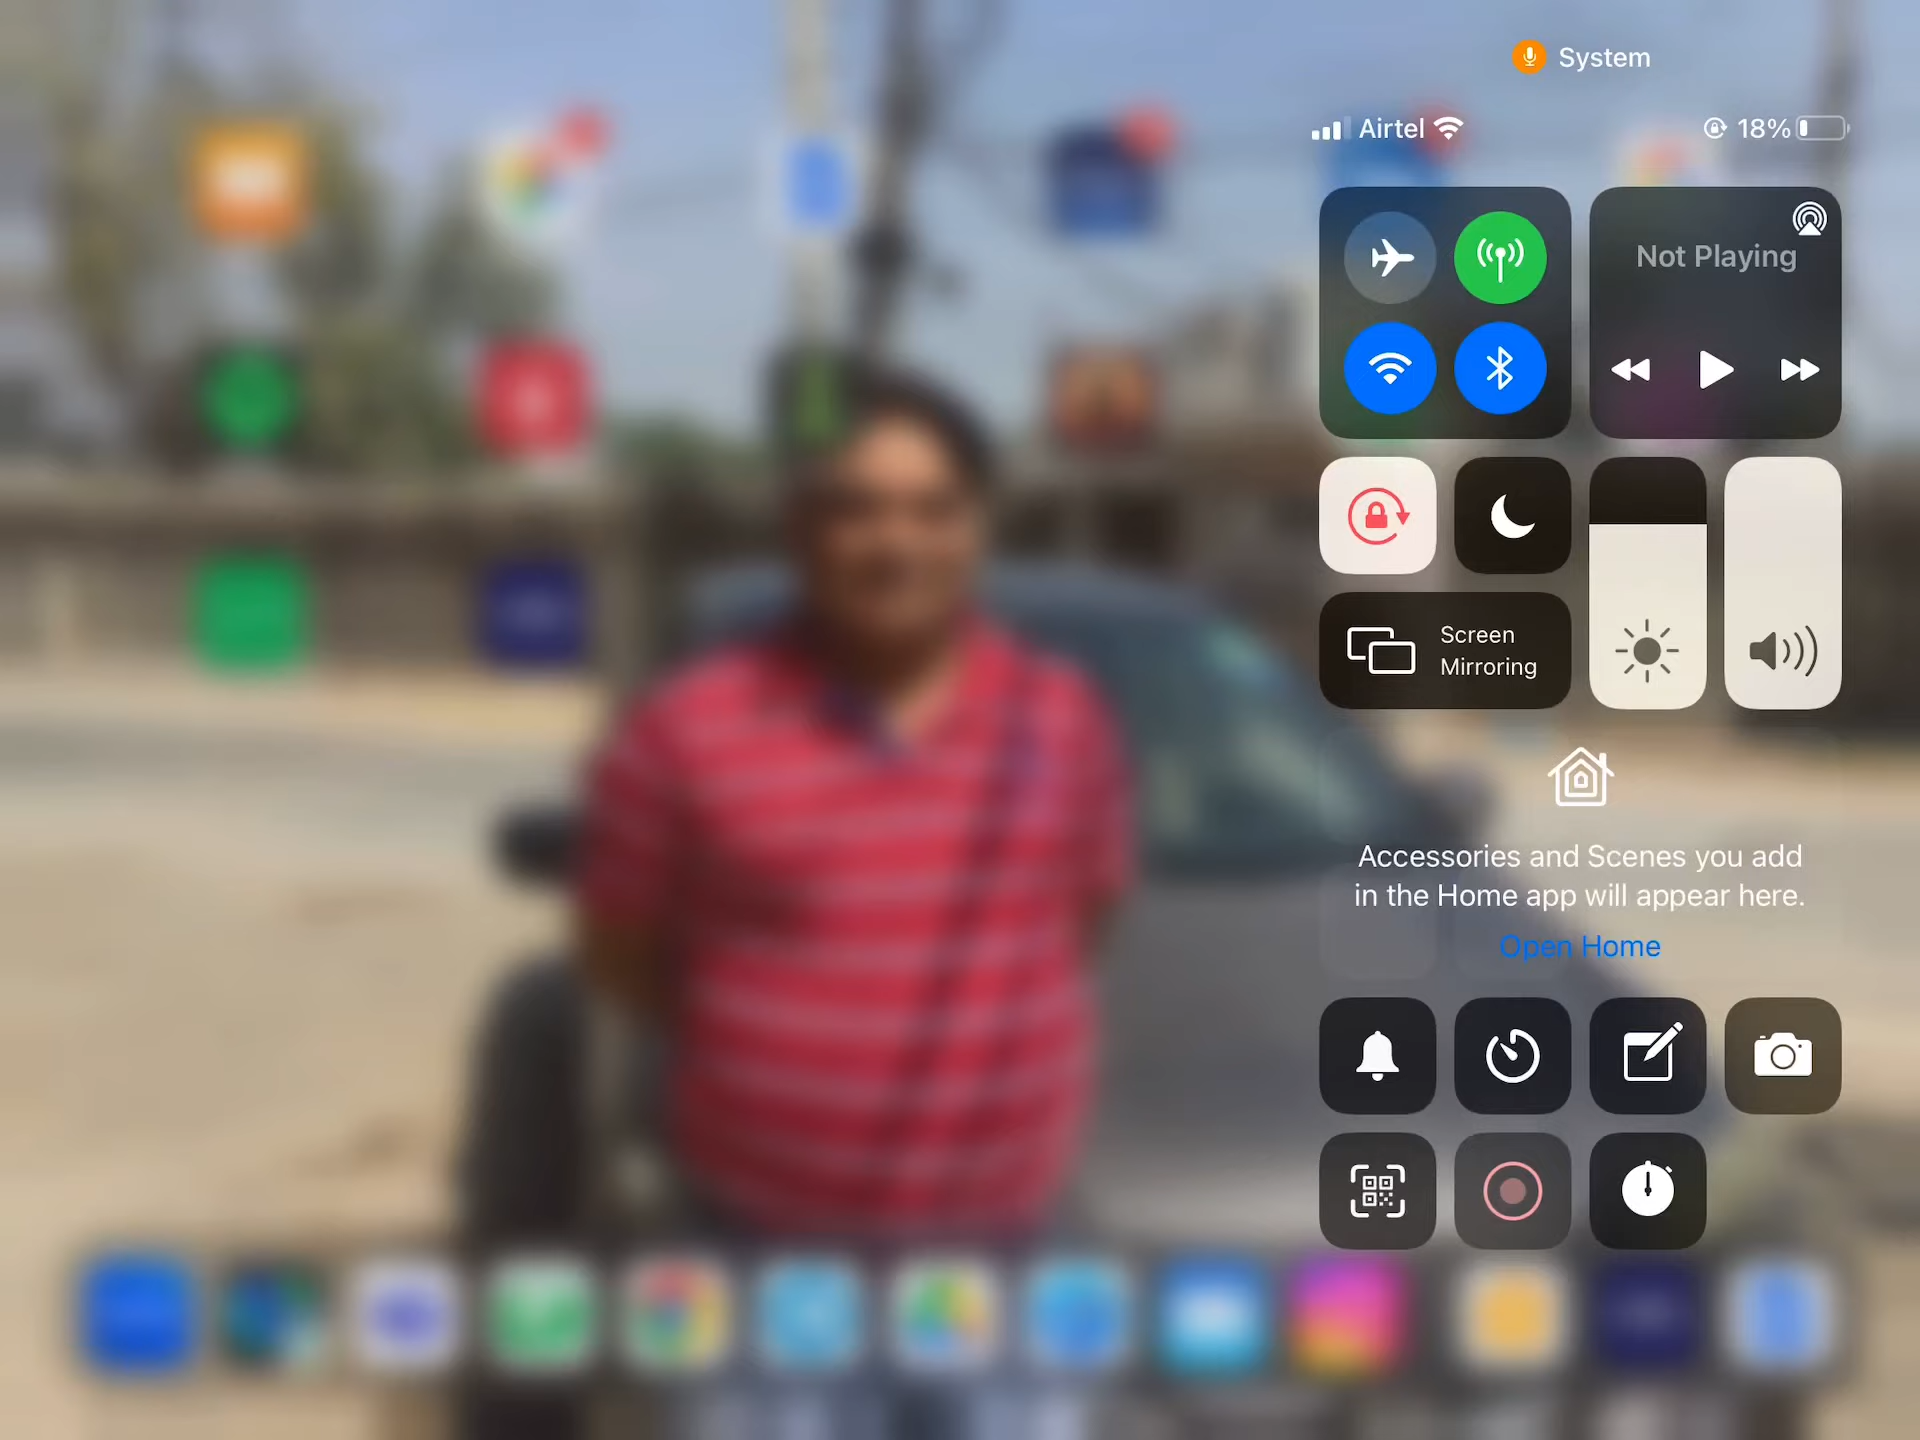 System
Airtel
18%
Not Playing
Screen
Mirroring
Accessories and Scenes you add
in the Home app will appear here.
Open Home